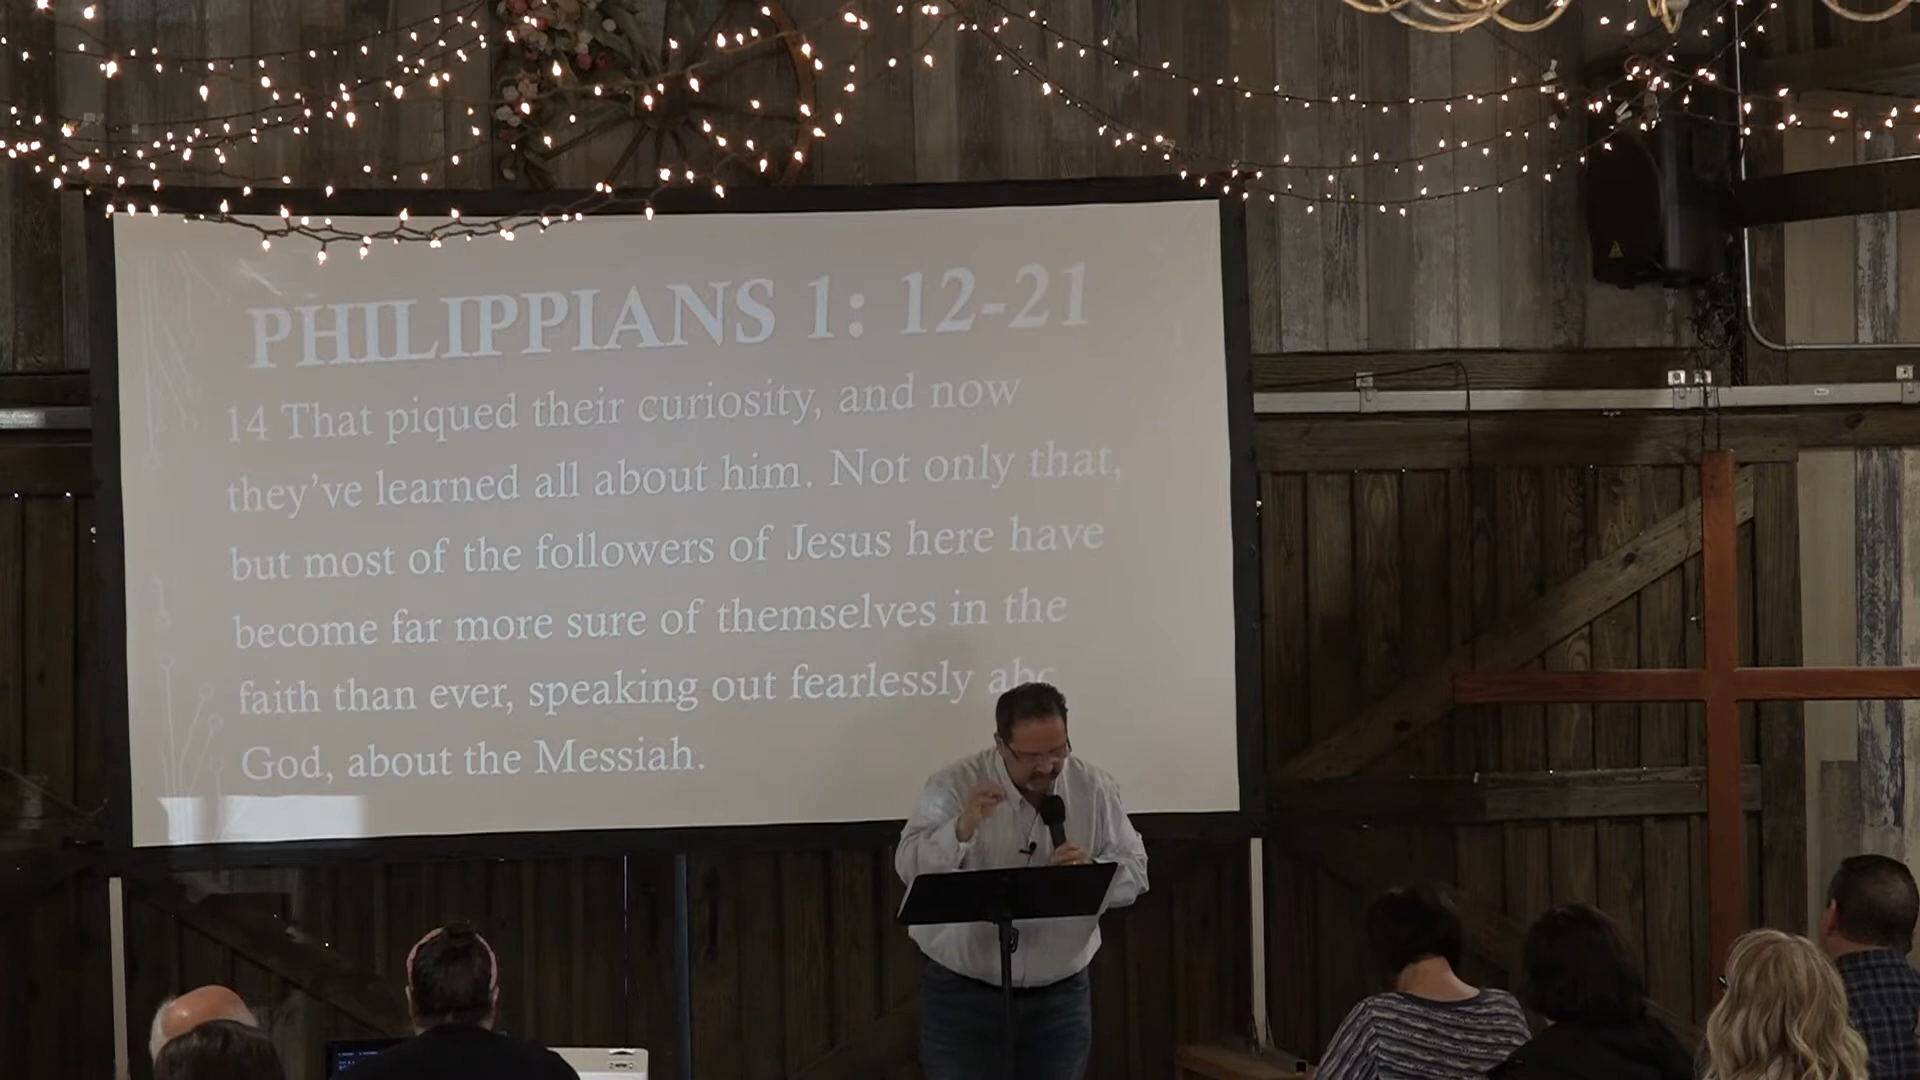 PHILIPPIANS 1: 12-21
14 That piqued their curiosity, and now
they've learned all about him. Not only that,
but most of the followers of Jesus here have
become far more sure of themselves in the
faith than ever, speaking out fearlessly
God, about the Messiah.